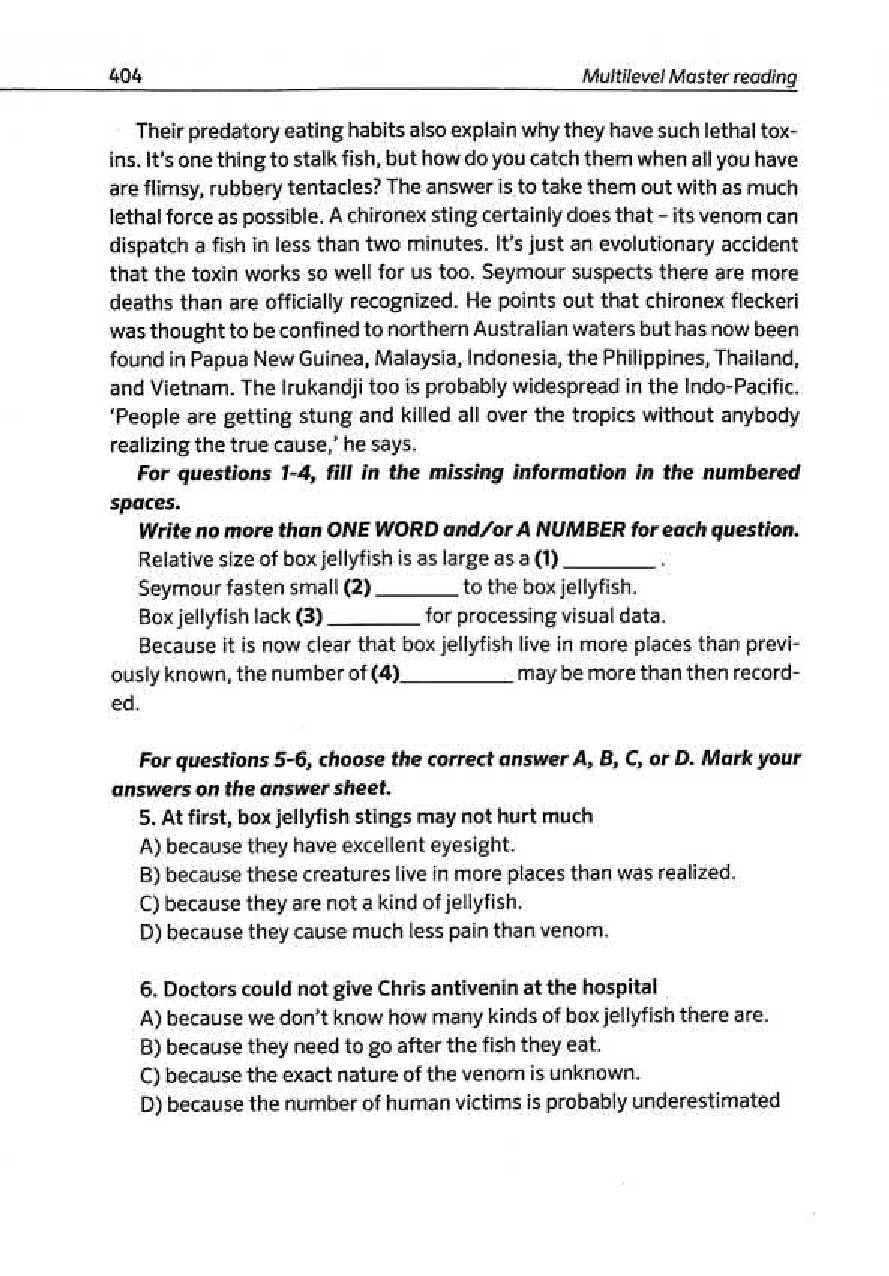 404
Multilevel Master reading
Their predatory eating habits also explain why they have such lethal tox-
ins. It's one thing to stalk fish, but how do you catch them when all you have
are flimsy, rubbery tentacles? The answer is to take them out with as much
lethal force as possible. A chironex sting certainly does that – its venom can
dispatch a fish in less than two minutes. It's just an evolutionary accident
that the toxin works so well for us too. Seymour suspects there are more
deaths than are officially recognized. He points out that chironex fleckeri
was thought to be confined to northern Australian waters but has now been
found in Papua New Guinea, Malaysia, Indonesia, the Philippines, Thailand,
and Vietnam. The Irukandji too is probably widespread in the Indo-Pacific.
'People are getting stung and killed all over the tropics without anybody
realizing the true cause,' he says.
For questions 1-4, fill in the missing information in the numbered
spaces.
Write no more than ONE WORD and/or A NUMBER for each question.
Relative size of box jellyfish is as large as a (1) _________ .
Seymour fasten small (2) ________ to the box jellyfish.
Box jellyfish lack (3) _________ for processing visual data.
Because it is now clear that box jellyfish live in more places than previ-
ously known, the number of (4)___________ may be more than then record-
ed.
For questions 5-6, choose the correct answer A, B, C, or D. Mark your
answers on the answer sheet.
5. At first, box jellyfish stings may not hurt much
A) because they have excellent eyesight.
B) because these creatures live in more places than was realized.
C) because they are not a kind of jellyfish.
D) because they cause much less pain than venom.
6. Doctors could not give Chris antivenin at the hospital
A) because we don't know how many kinds of box jellyfish there are.
B) because they need to go after the fish they eat.
C) because the exact nature of the venom is unknown.
D) because the number of human victims is probably underestimated